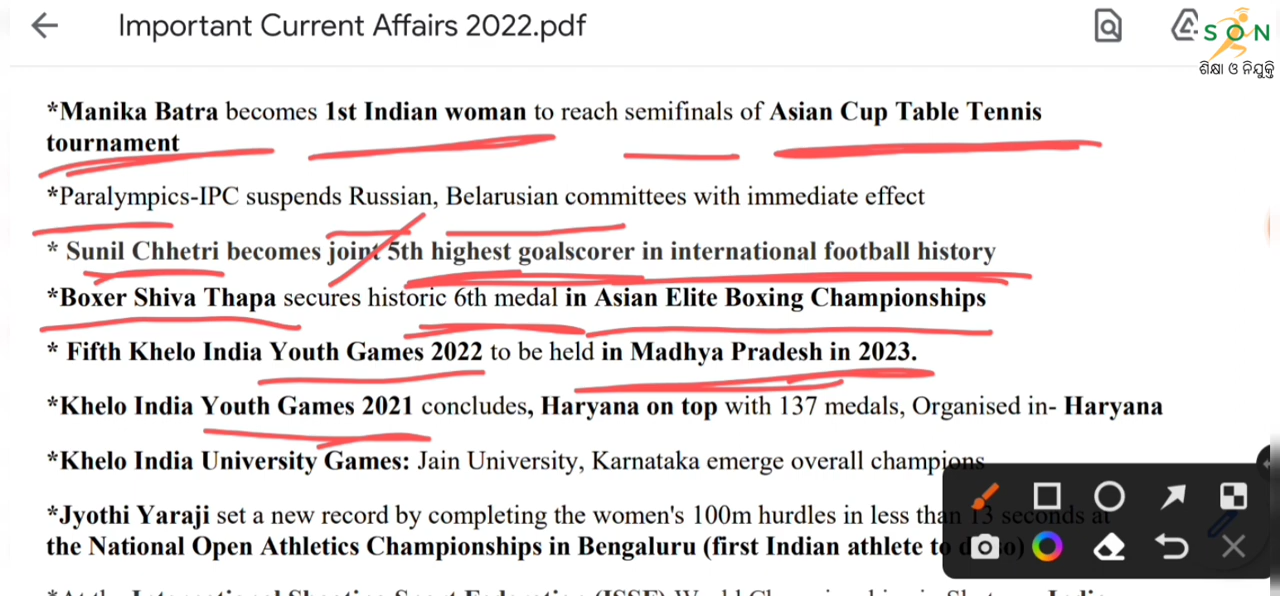 Important Current Affairs 2022.pdf
SON
ଶିକ୍ଷା ଓ ନିଯୁକ୍ତି
*Manika Batra becomes 1st Indian woman to reach semifinals of Asian Cup Table Tennis
tournament
*Paralympics-IPC suspends Russian, Belarusian committees with immediate effect
* Sunil Chhetri becomes joint 5th highest goalscorer in international football history
*Boxer Shiva Thapa secures historic 6th medal in Asian Elite Boxing Championships
* Fifth Khelo India Youth Games 2022 to be held in Madhya Pradesh in 2023.
*Khelo India Youth Games 2021 concludes, Haryana on top with 137 medals, Organised in- Haryana
*Khelo India University Games: Jain University, Karnataka emerge overall champions
*Jyothi Yaraji set a new record by completing the women's 100m hurdles in less than 13 seconds at
the National Open Athletics Championships in Bengaluru (first Indian athlete to